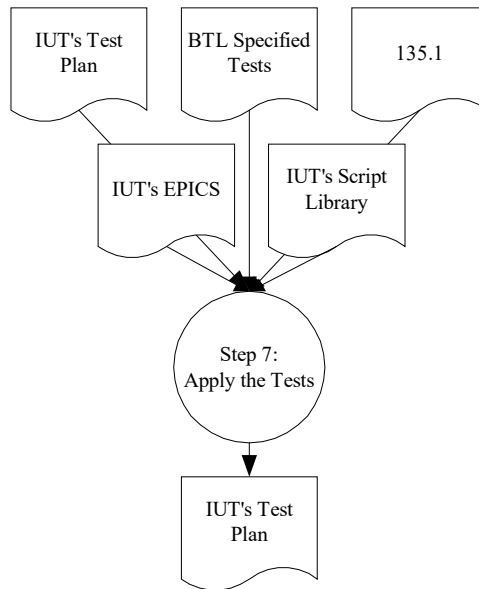 IUT's Test
Plan
BTL Specified
Tests
135.1
IUT's EPICS
IUT's Script
Library
Step 7:
Apply the Tests
IUT's Test
Plan